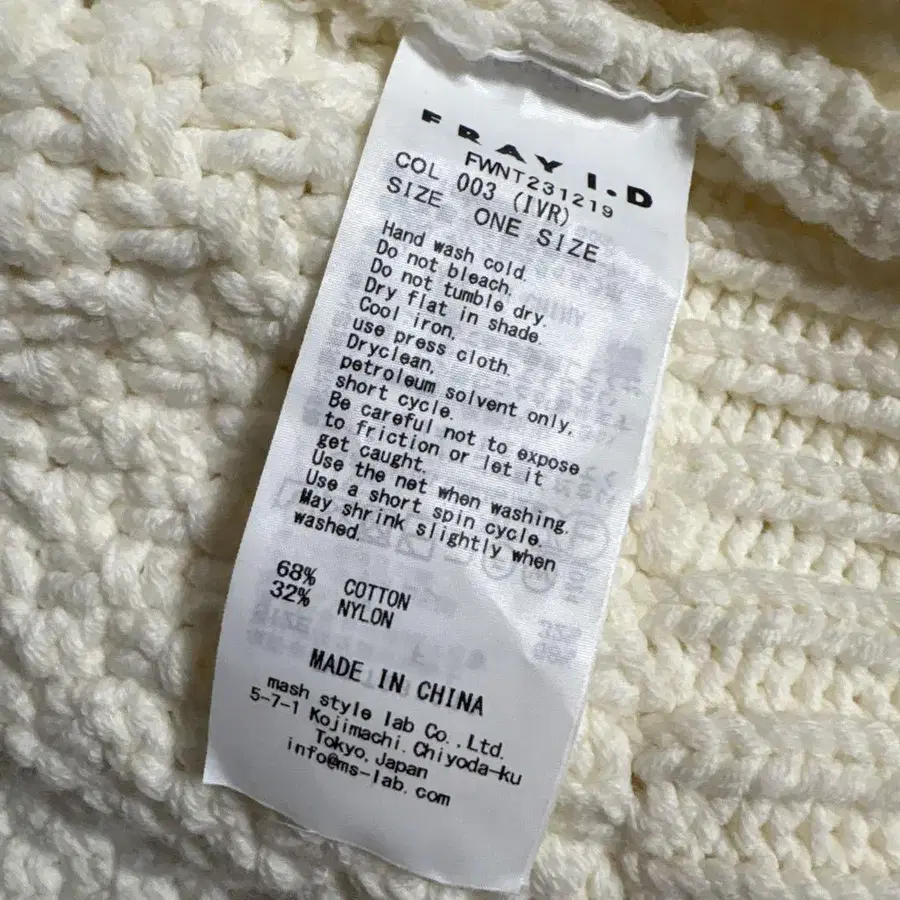 FRAY I.D
FWNT231219
COL 003 (IVR)
SIZE ONE SIZE
Hand wash cold.
Do not bleach.
Do not tumble dry.
Dry flat in shade.
Cool iron,
use press cloth.
Dryclean,
petroleum solvent only,
short cycle.
Be careful not to expose
to friction or let it
get caught.
Use the net when washing.
Use a short spin cycle.
May shrink slightly when
washed.
68% COTTON
32% NYLON
MADE IN CHINA
mash style lab Co.,Ltd.
5-7-1 Kojimachi.Chiyoda-ku
Tokyo,Japan
info@ms-lab.com